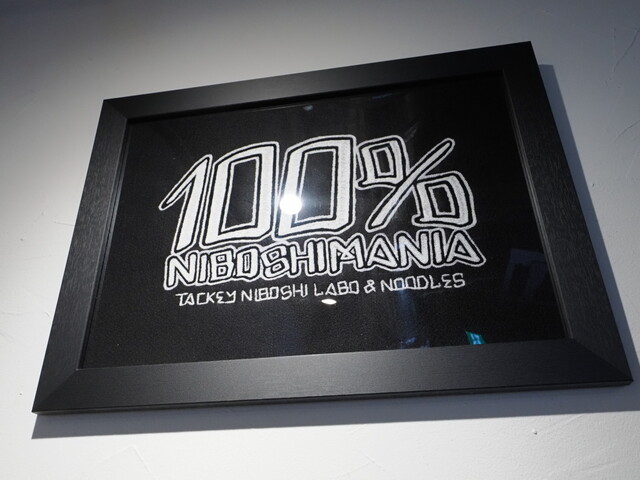 100%
NIBOSHIMANIA
TACKEY NIBOSHI LABO & NOODLES